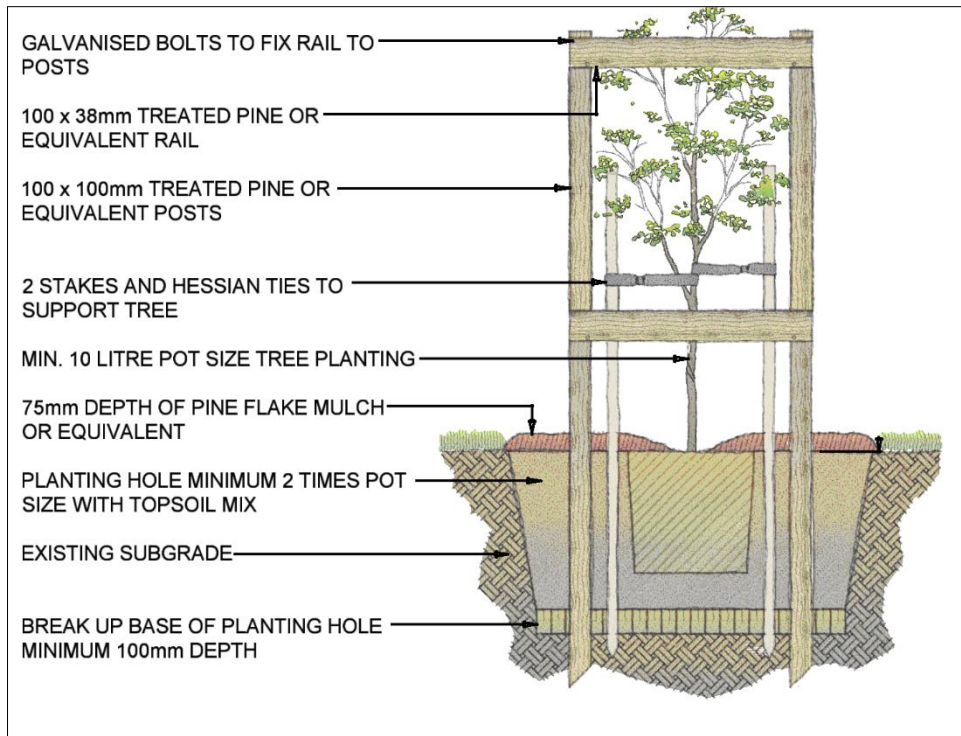 GALVANISED BOLTS TO FIX RAIL TO
POSTS
100 x 38mm TREATED PINE OR
EQUIVALENT RAIL
100 x 100mm TREATED PINE OR
EQUIVALENT POSTS
2 STAKES AND HESSIAN TIES TO
SUPPORT TREE
MIN. 10 LITRE POT SIZE TREE PLANTING
75mm DEPTH OF PINE FLAKE MULCH
OR EQUIVALENT
PLANTING HOLE MINIMUM 2 TIMES POT
SIZE WITH TOPSOIL MIX
EXISTING SUBGRADE
BREAK UP BASE OF PLANTING HOLE
MINIMUM 100mm DEPTH